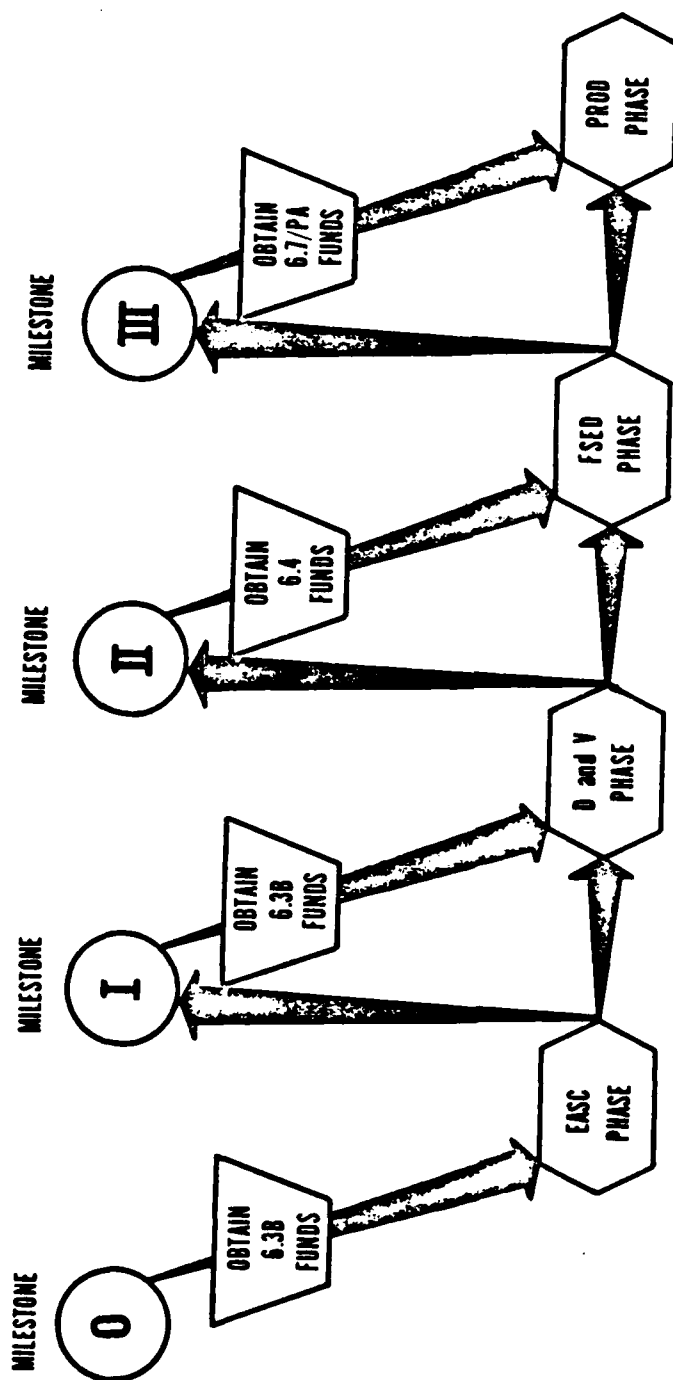 MILESTONE
0
OBTAIN
6.3B
FUNDS
EASC
PHASE
MILESTONE
I
OBTAIN
6.3B
FUNDS
D and V
PHASE
MILESTONE
II
OBTAIN
6.4
FUNDS
FSED
PHASE
MILESTONE
III
OBTAIN
6.7/PA
FUNDS
PROD
PHASE